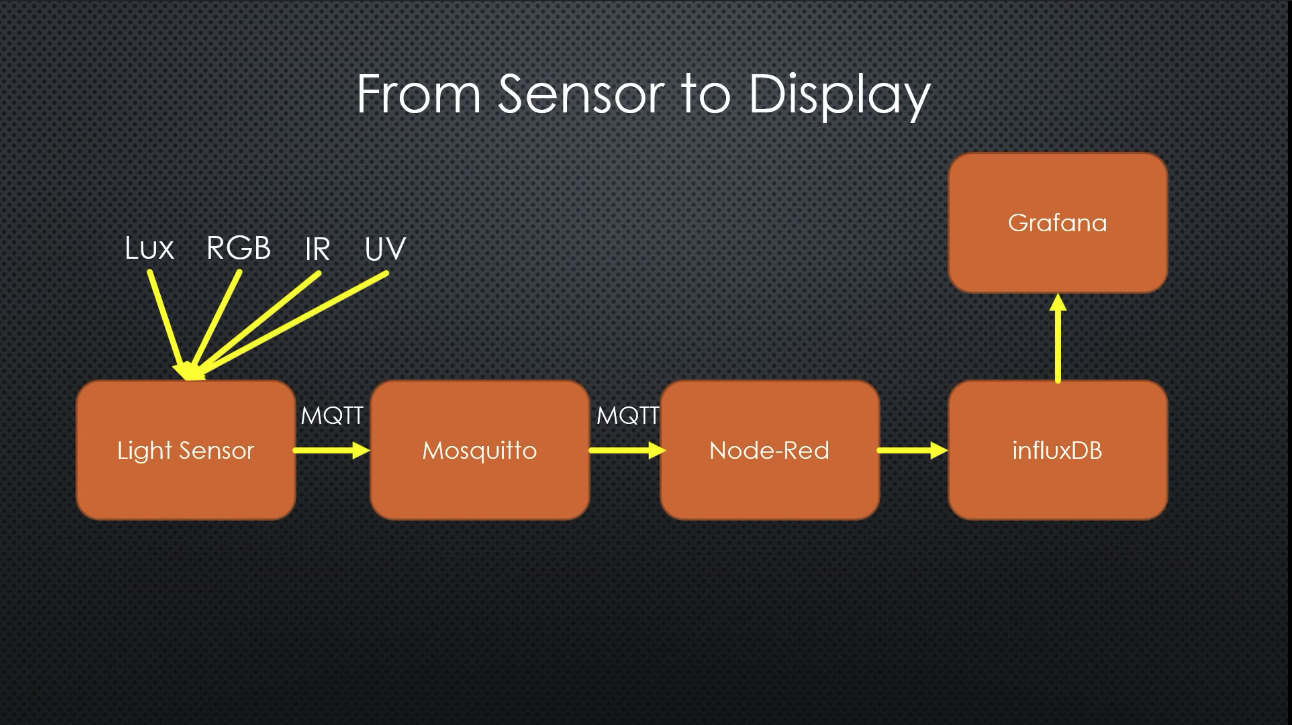 From Sensor to Display
Grafana
Lux RGB IR UV
MQTT MQTT
Light Sensor Mosquitto Node-Red influxDB